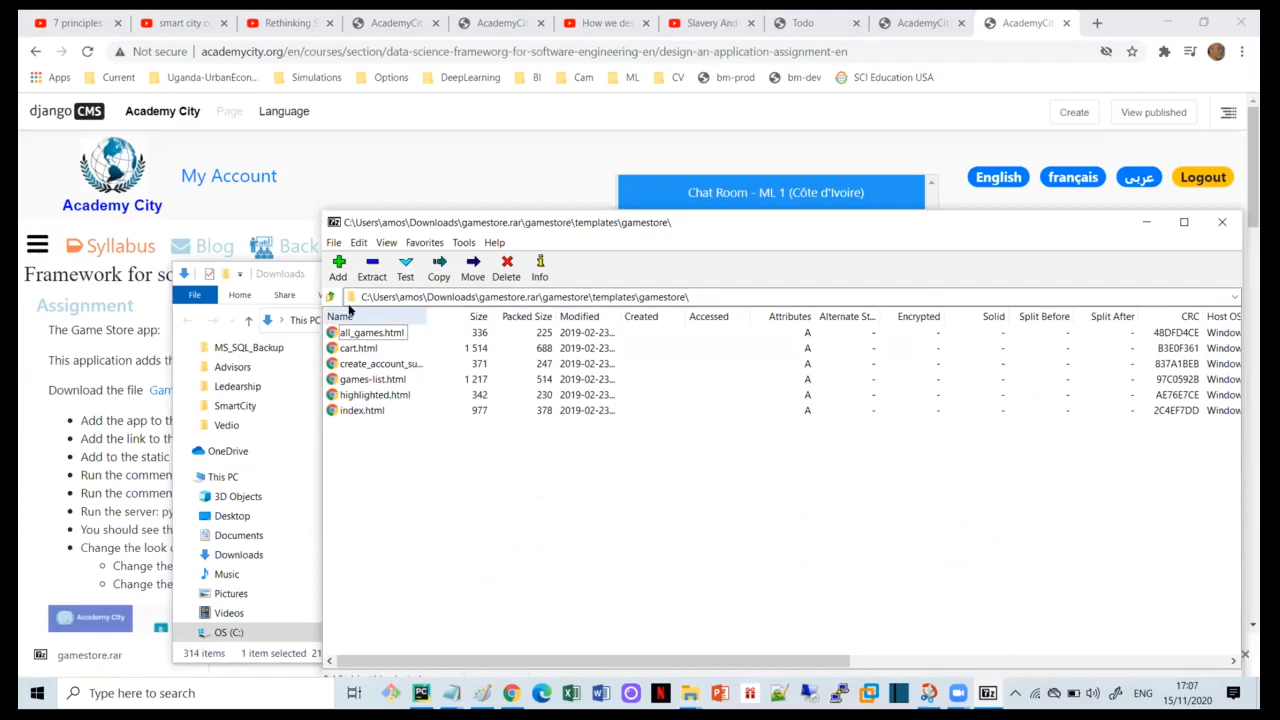 7 principles
smart city co
Rethinking S
AcademyC
AcademyC
How we des
Slavery And
Todo
AcademyCi
AcademyCi
Not secure
academycity.org/en/courses/section/data-science-frameworg-for-software-engineering-en/design-an-application-assignment-en
Apps
Current
Uganda-UrbanEcon...
Simulations
Options
DeepLearning
BI
Cam
ML
CV
bm-prod
bm-dev
SCI Education USA
django CMS
Academy City
Page
Language
Create
View published
My Account
Academy City
Chat Room - ML 1 (Côte d'Ivoire)
English
français
عربى
Logout
Syllabus
Blog
Back
Framework for so
Assignment
The Game Store app:
This application adds th
Download the file Gam
Add the app to th
Add the link to th
Add to the static
Run the commen
Run the commen
Run the server: py
You should see th
Change the look o
Change the
Change the
Academy City
gamestore.rar
Downloads
File
Home
Share
This PC
MS_SQL_Backup
Advisors
Ledearship
SmartCity
Vedio
OneDrive
This PC
3D Objects
Desktop
Documents
Downloads
Music
Pictures
Videos
OS (C:)
314 items
1 item selected 21
C:\Users\amos\Downloads\gamestore.rar\gamestore\templates\gamestore\
File Edit View Favorites Tools Help
Add Extract Test Copy Move Delete Info
C:\Users\amos\Downloads\gamestore.rar\gamestore\templates\gamestore\
Name Size Packed Size Modified Created Accessed Attributes Alternate St... Encrypted Solid Split Before Split After CRC Host OS
all_games.html 336 225 2019-02-23... A - - - - - 48DFD4CE Window
cart.html 1 514 688 2019-02-23... A - - - - - B3E0F361 Window
create_account_su... 371 247 2019-02-23... A - - - - - 837A1BEB Window
games-list.html 1 217 514 2019-02-23... A - - - - - 97C0592B Window
highlighted.html 342 230 2019-02-23... A - - - - - AE76E7CE Window
index.html 977 378 2019-02-23... A - - - - - 2C4EF7DD Window
Type here to search
ENG
17:07
15/11/2020